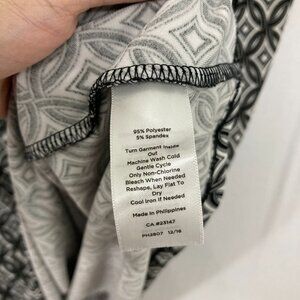 95% Polyester
5% Spandex
Turn Garment Inside
Out
Machine Wash Cold
Gentle Cycle
Only Non-Chlorine
Bleach When Needed
Reshape, Lay Flat To
Dry
Cool Iron If Needed
Made In Philippines
CA #23147
PH3807 12/16